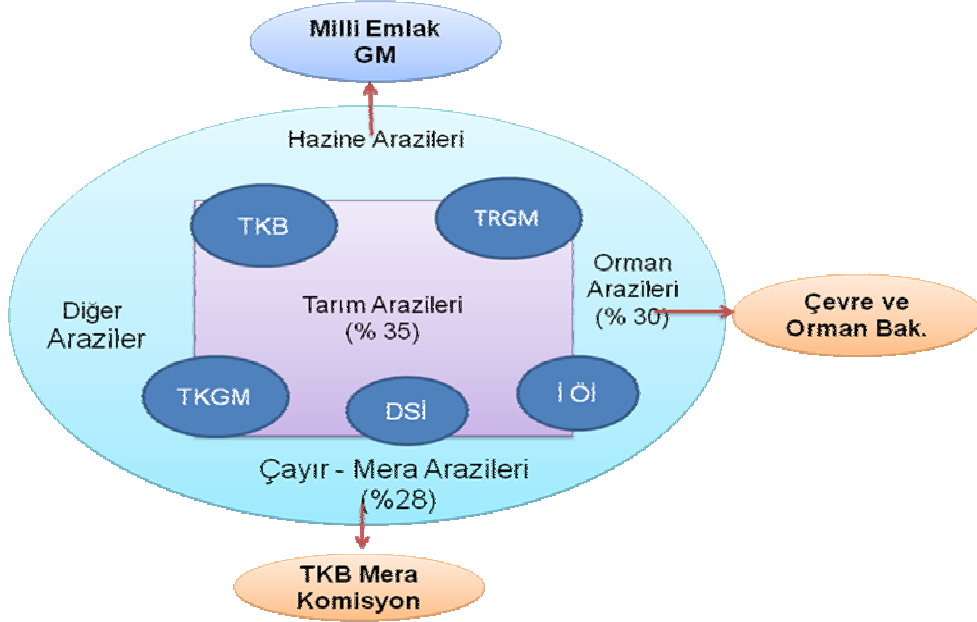 Milli Emlak
GM
Hazine Arazileri
TKB
TRGM
Orman
Arazileri
(% 30)
Çevre ve
Orman Bak.
Tarım Arazileri
(% 35)
Diğer
Araziler
TKGM
DSİ
İ Öİ
Çayır - Mera Arazileri
(%28)
TKB Mera
Komisyon